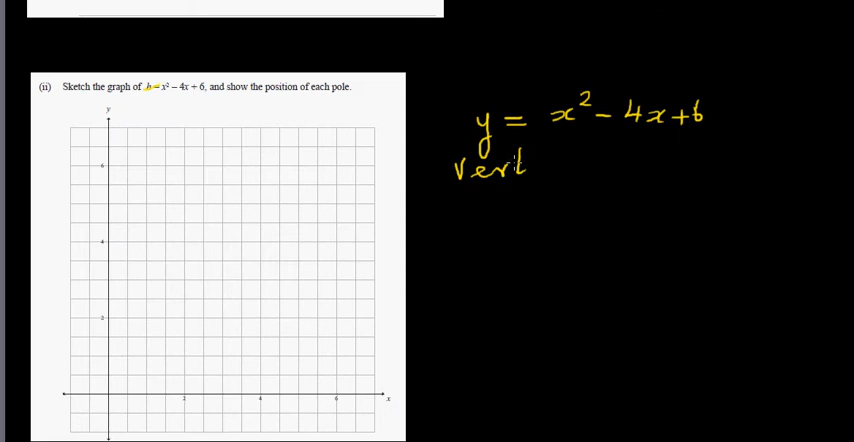 (ii) Sketch the graph of h = x² − 4x + 6, and show the position of each pole.
y = x² − 4x + 6
vert
y
6
4
2
2 4 6 x